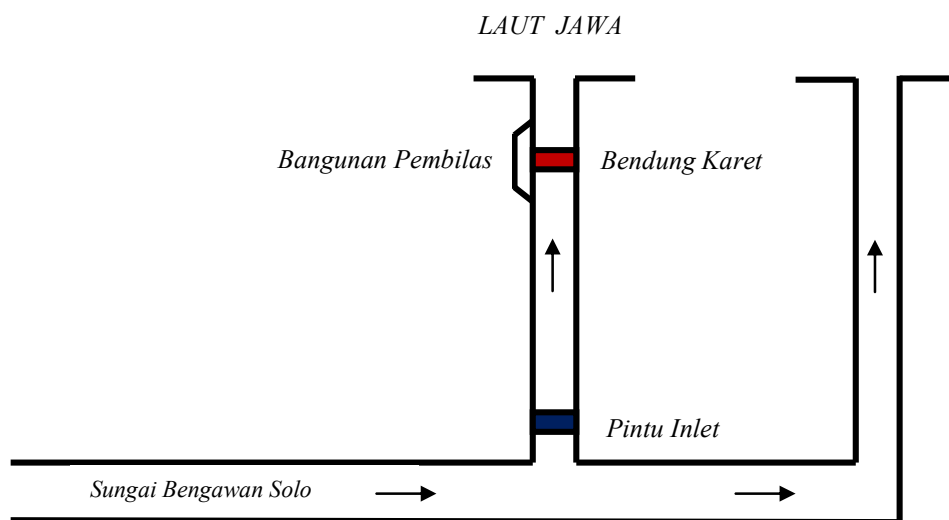 LAUT JAWA
Bangunan Pembilas
Bendung Karet
Pintu Inlet
Sungai Bengawan Solo